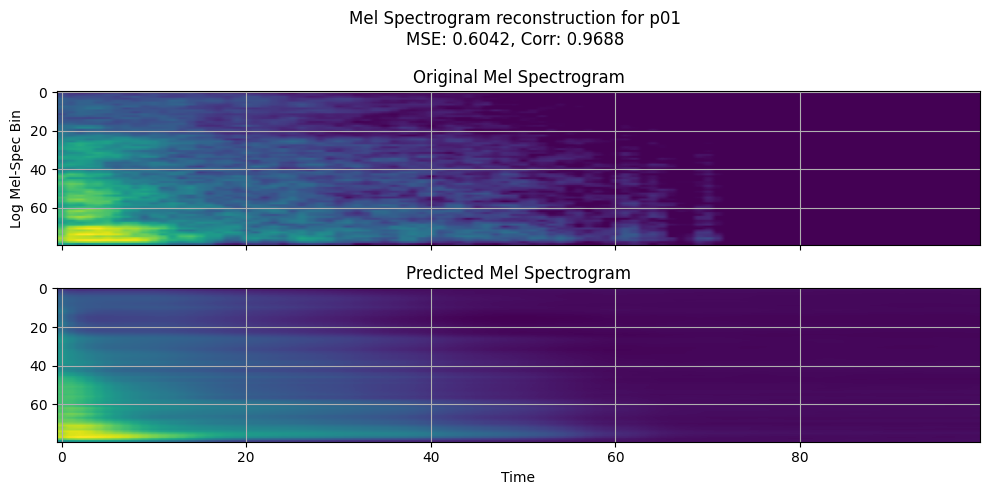 Mel Spectrogram reconstruction for p01
MSE: 0.6042, Corr: 0.9688
Original Mel Spectrogram
0
20
40
60
Log Mel-Spec Bin
Predicted Mel Spectrogram
0
20
40
60
0 20 40 60 80
Time